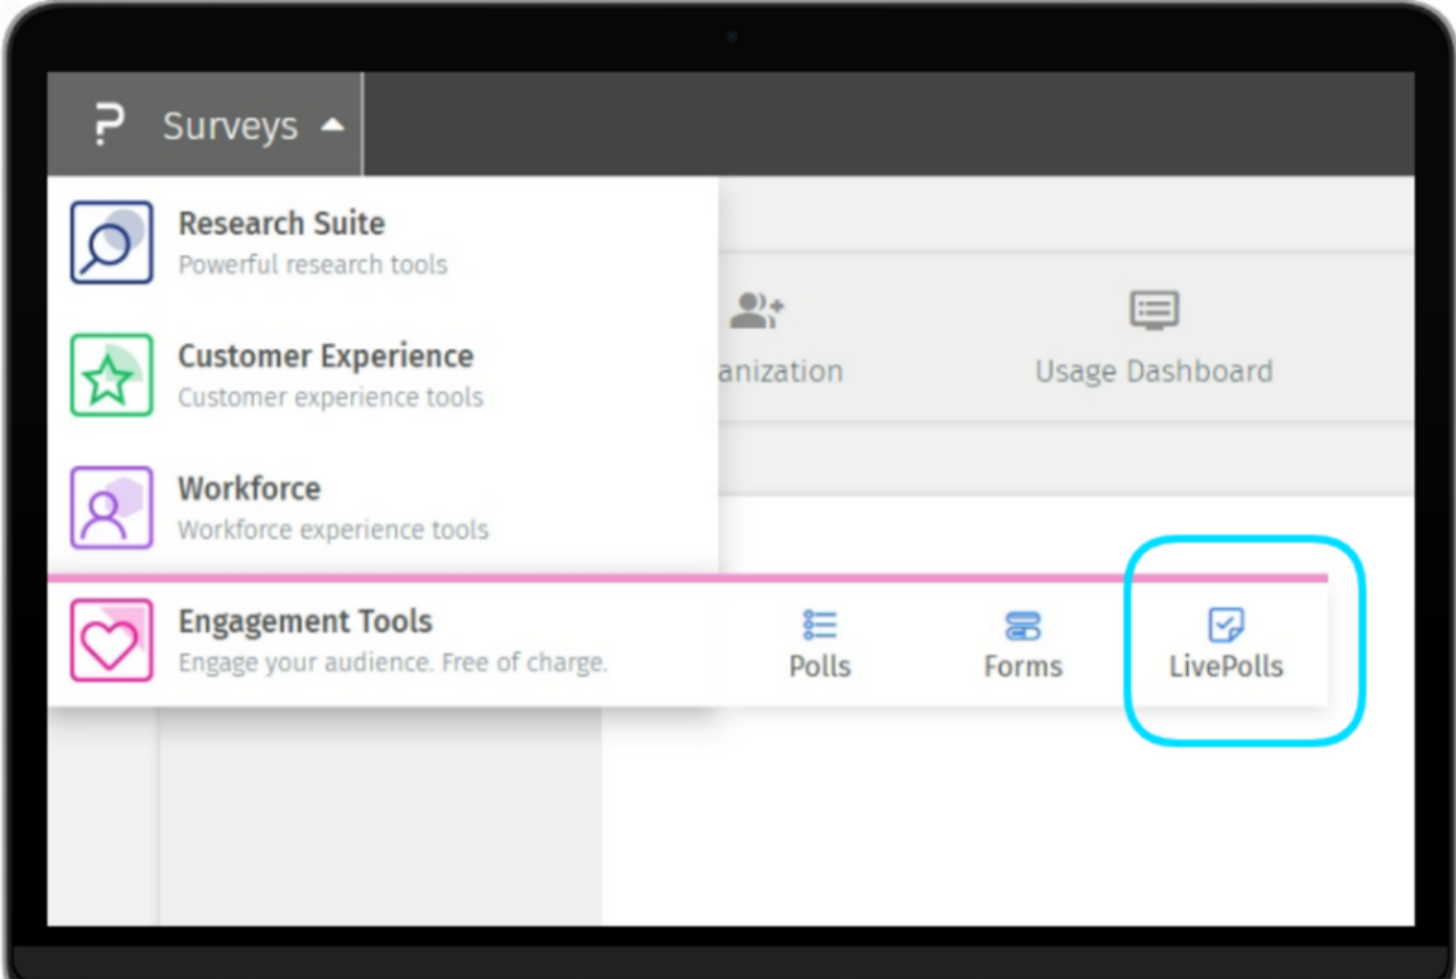 Surveys
Research Suite
Powerful research tools
Customer Experience
Customer experience tools
Workforce
Workforce experience tools
Engagement Tools
Engage your audience. Free of charge.
anization
Usage Dashboard
Polls
Forms
LivePolls